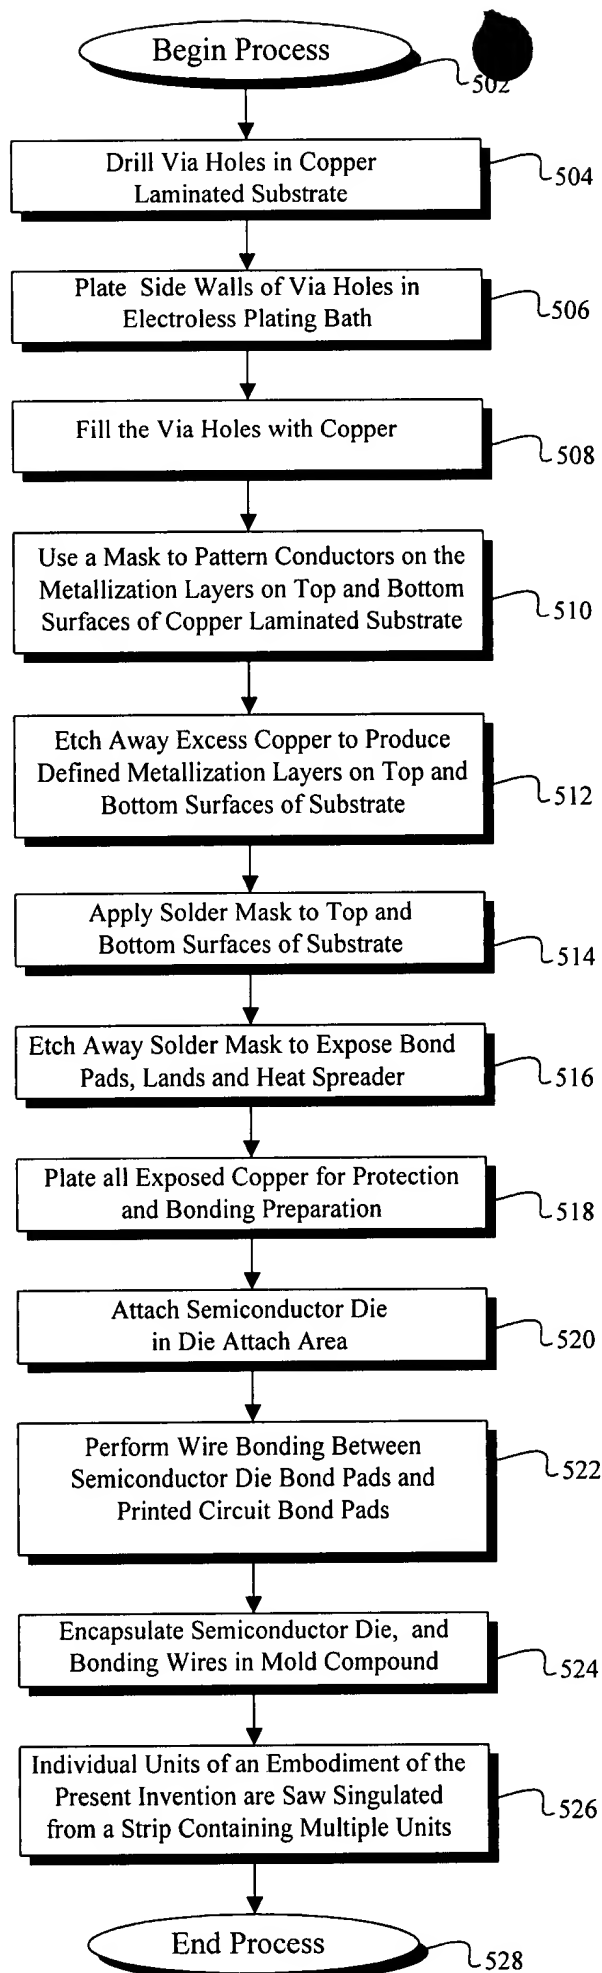 Begin Process
502
Drill Via Holes in Copper
Laminated Substrate
504
Plate Side Walls of Via Holes in
Electroless Plating Bath
506
Fill the Via Holes with Copper
508
Use a Mask to Pattern Conductors on the
Metallization Layers on Top and Bottom
Surfaces of Copper Laminated Substrate
510
Etch Away Excess Copper to Produce
Defined Metallization Layers on Top and
Bottom Surfaces of Substrate
512
Apply Solder Mask to Top and
Bottom Surfaces of Substrate
514
Etch Away Solder Mask to Expose Bond
Pads, Lands and Heat Spreader
516
Plate all Exposed Copper for Protection
and Bonding Preparation
518
Attach Semiconductor Die
in Die Attach Area
520
Perform Wire Bonding Between
Semiconductor Die Bond Pads and
Printed Circuit Bond Pads
522
Encapsulate Semiconductor Die, and
Bonding Wires in Mold Compound
524
Individual Units of an Embodiment of the
Present Invention are Saw Singulated
from a Strip Containing Multiple Units
526
End Process
528